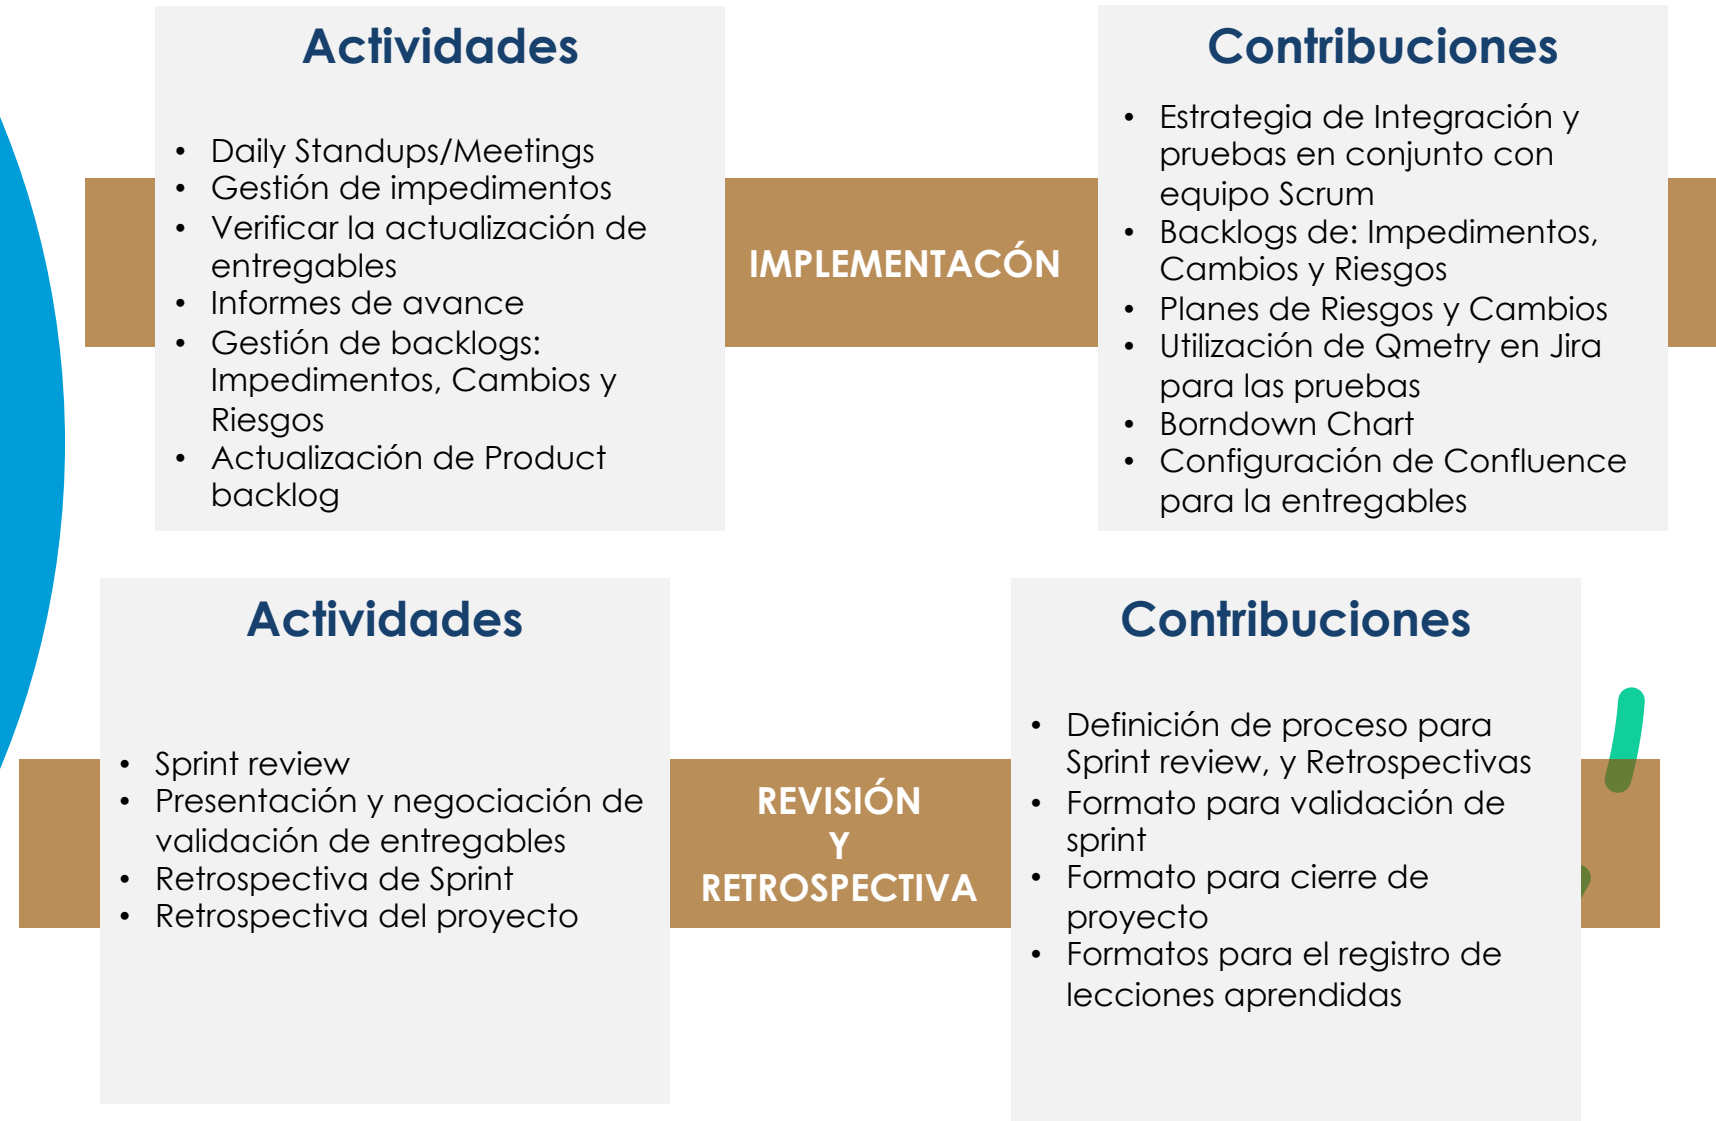 Actividades
• Daily Standups/Meetings
• Gestión de impedimentos
• Verificar la actualización de
entregables
• Informes de avance
• Gestión de backlogs:
Impedimentos, Cambios y
Riesgos
• Actualización de Product
backlog
IMPLEMENTACÓN
Contribuciones
• Estrategia de Integración y
pruebas en conjunto con
equipo Scrum
• Backlogs de: Impedimentos,
Cambios y Riesgos
• Planes de Riesgos y Cambios
• Utilización de Qmetry en Jira
para las pruebas
• Borndown Chart
• Configuración de Confluence
para la entregables
Actividades
• Sprint review
• Presentación y negociación de
validación de entregables
• Retrospectiva de Sprint
• Retrospectiva del proyecto
REVISIÓN
Y
RETROSPECTIVA
Contribuciones
• Definición de proceso para
Sprint review, y Retrospectivas
• Formato para validación de
sprint
• Formato para cierre de
proyecto
• Formatos para el registro de
lecciones aprendidas